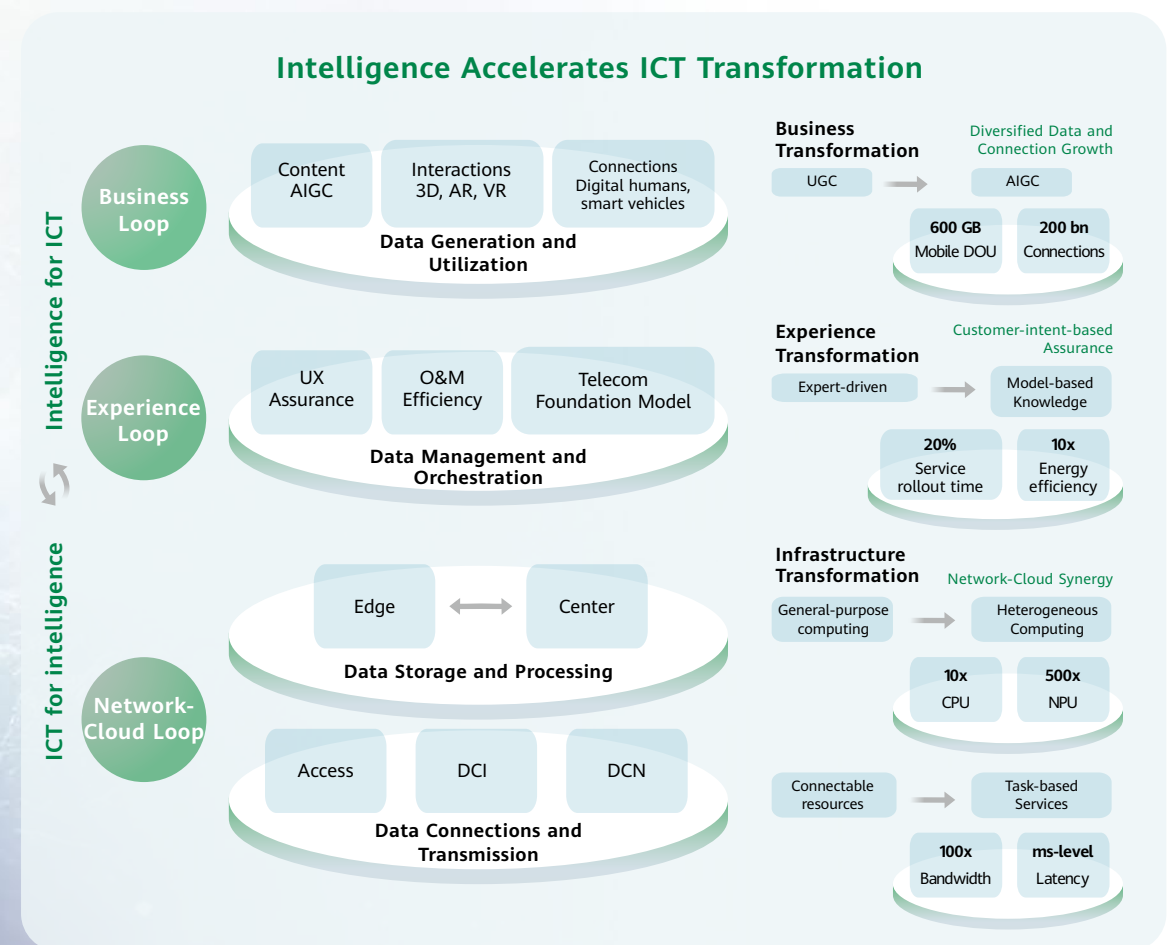 Intelligence Accelerates ICT Transformation
Intelligence for ICT
Business
Loop
Content
AIGC
Interactions
3D, AR, VR
Connections
Digital humans,
smart vehicles
Data Generation and
Utilization
Business
Transformation
Diversified Data and
Connection Growth
UGC
AIGC
600 GB
Mobile DOU
200 bn
Connections
Experience
Loop
UX
Assurance
O&M
Efficiency
Telecom
Foundation Model
Data Management and
Orchestration
Experience
Transformation
Customer-intent-based
Assurance
Expert-driven
Model-based
Knowledge
20%
Service
rollout time
10x
Energy
efficiency
ICT for intelligence
Network-
Cloud Loop
Edge
Center
Data Storage and Processing
Access
DCI
DCN
Data Connections and
Transmission
Infrastructure
Transformation
Network-Cloud Synergy
General-purpose
computing
Heterogeneous
Computing
10x
CPU
500x
NPU
Connectable
resources
Task-based
Services
100x
Bandwidth
ms-level
Latency